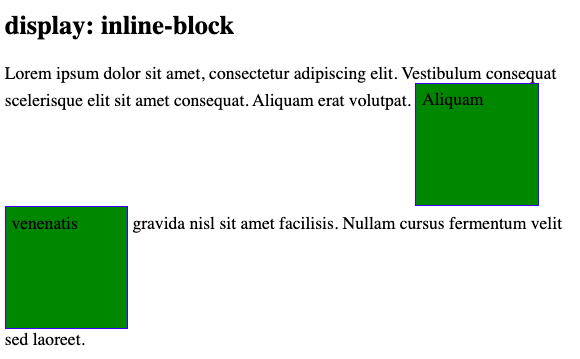 display: inline-block
Lorem ipsum dolor sit amet, consectetur adipiscing elit. Vestibulum consequat
scelerisque elit sit amet consequat. Aliquam erat volutpat. Aliquam
venenatis gravida nisl sit amet facilisis. Nullam cursus fermentum velit
sed laoreet.